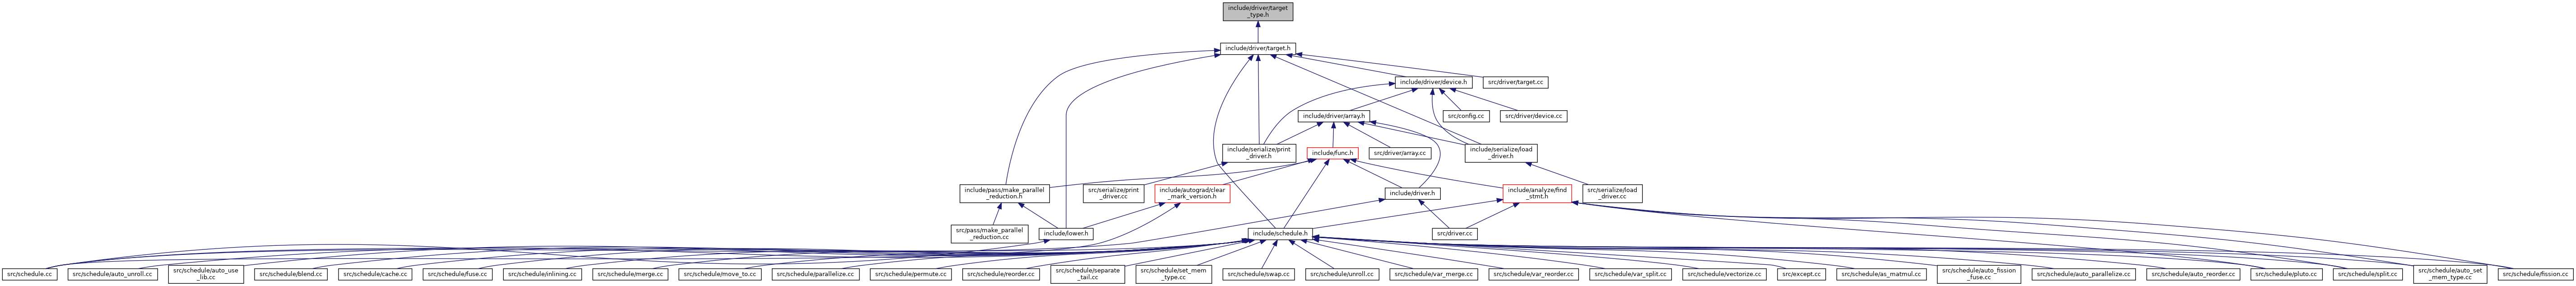 include/driver/target
_type.h
include/driver/target.h
include/driver/device.h
src/driver/target.cc
include/driver/array.h
src/config.cc
src/driver/device.cc
include/serialize/print
_driver.h
include/func.h
src/driver/array.cc
include/serialize/load
_driver.h
include/pass/make_parallel
_reduction.h
src/serialize/print
_driver.cc
include/autograd/clear
_mark_version.h
include/driver.h
include/analyze/find
_stmt.h
src/serialize/load
_driver.cc
src/pass/make_parallel
_reduction.cc
include/lower.h
include/schedule.h
src/driver.cc
src/schedule.cc
src/schedule/auto_unroll.cc
src/schedule/auto_use
_lib.cc
src/schedule/blend.cc
src/schedule/cache.cc
src/schedule/fuse.cc
src/schedule/inlining.cc
src/schedule/merge.cc
src/schedule/move_to.cc
src/schedule/parallelize.cc
src/schedule/permute.cc
src/schedule/reorder.cc
src/schedule/separate
_tail.cc
src/schedule/set_mem
_type.cc
src/schedule/swap.cc
src/schedule/unroll.cc
src/schedule/var_merge.cc
src/schedule/var_reorder.cc
src/schedule/var_split.cc
src/schedule/vectorize.cc
src/except.cc
src/schedule/as_matmul.cc
src/schedule/auto_fission
_fuse.cc
src/schedule/auto_parallelize.cc
src/schedule/auto_reorder.cc
src/schedule/pluto.cc
src/schedule/split.cc
src/schedule/auto_set
_mem_type.cc
src/schedule/fission.cc